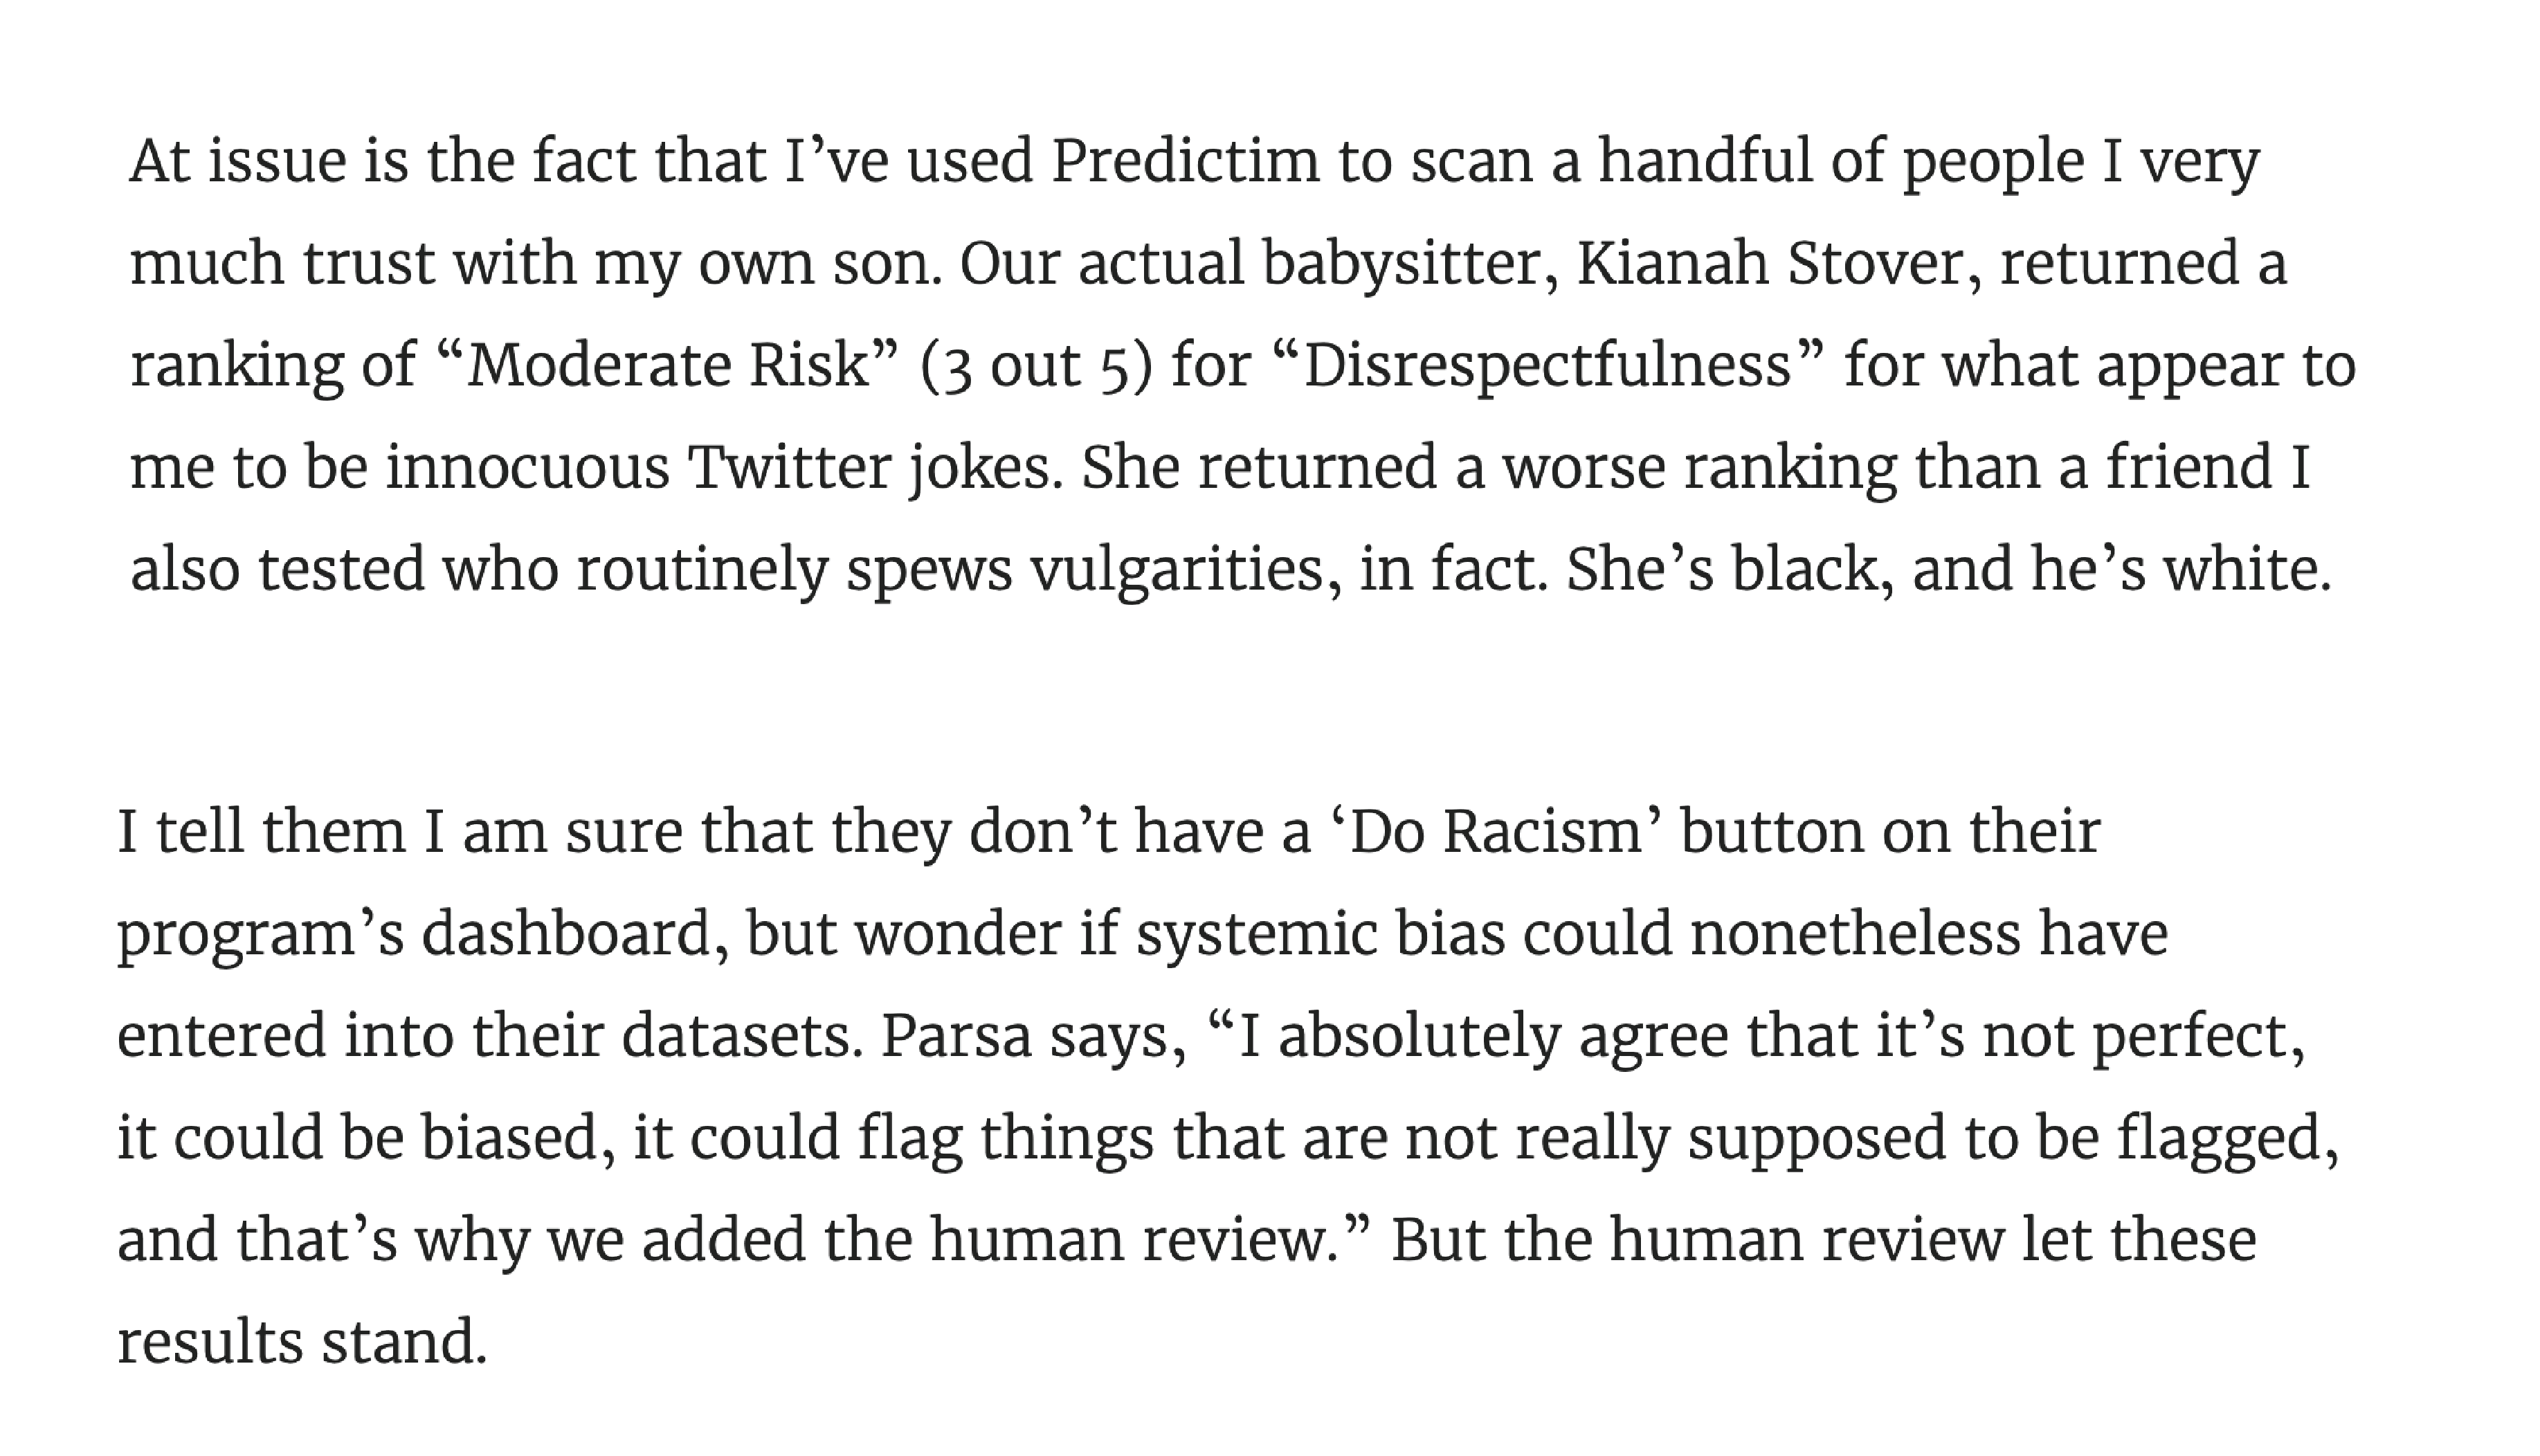 At issue is the fact that I’ve used Predictim to scan a handful of people I very
much trust with my own son. Our actual babysitter, Kianah Stover, returned a
ranking of “Moderate Risk” (3 out 5) for “Disrespectfulness” for what appear to
me to be innocuous Twitter jokes. She returned a worse ranking than a friend I
also tested who routinely spews vulgarities, in fact. She’s black, and he’s white.
I tell them I am sure that they don’t have a ‘Do Racism’ button on their
program’s dashboard, but wonder if systemic bias could nonetheless have
entered into their datasets. Parsa says, “I absolutely agree that it’s not perfect,
it could be biased, it could flag things that are not really supposed to be flagged,
and that’s why we added the human review.” But the human review let these
results stand.